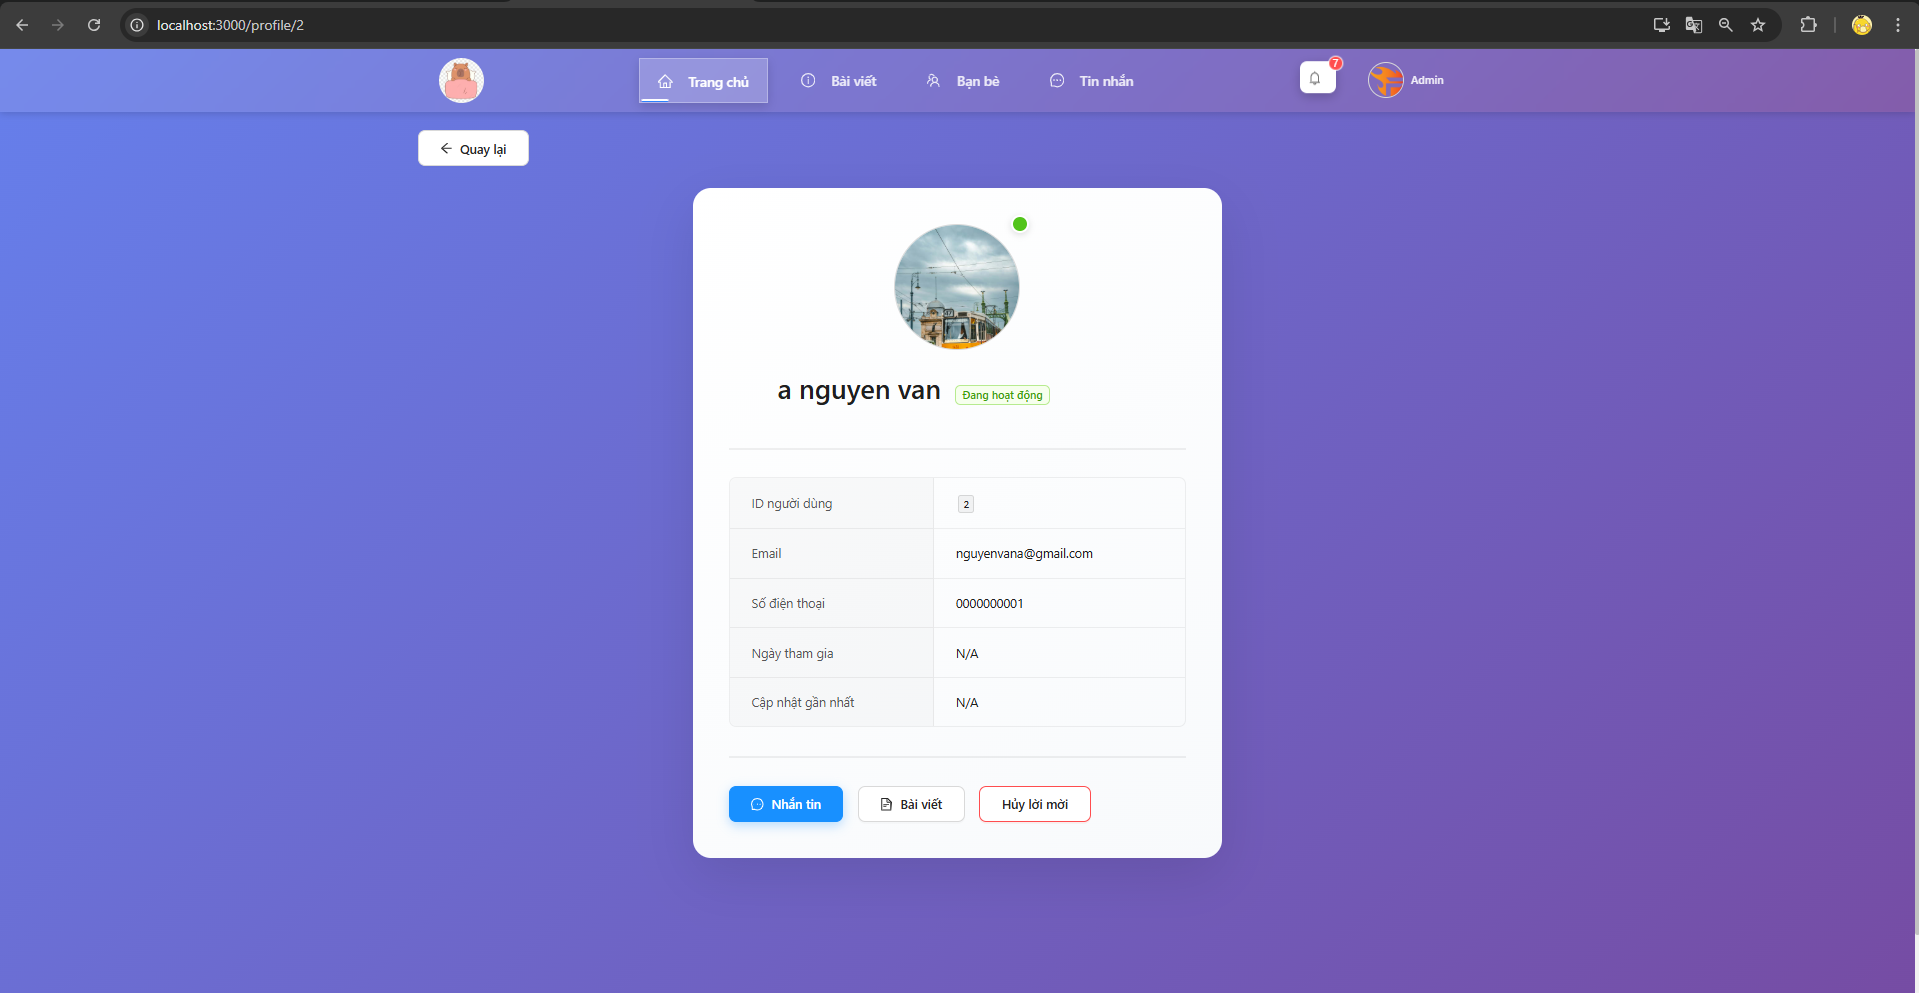 localhost:3000/profile/2
Trang chủ
Bài viết
Bạn bè
Tin nhắn
7
Admin
Quay lại
a nguyen van
Đang hoạt động
ID người dùng
2
Email
nguyenvana@gmail.com
Số điện thoại
0000000001
Ngày tham gia
N/A
Cập nhật gần nhất
N/A
Nhắn tin
Bài viết
Hủy lời mời